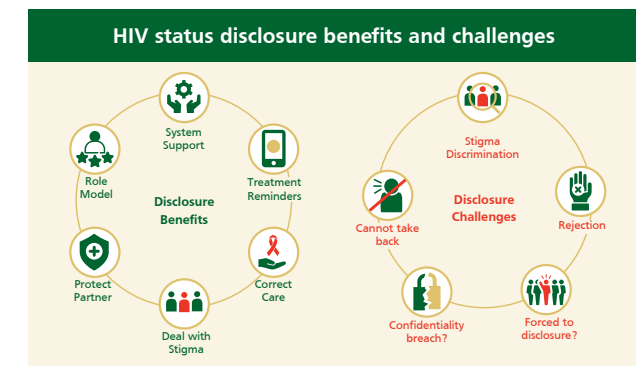 HIV status disclosure benefits and challenges
System
Support
Treatment
Reminders
Correct
Care
Deal with
Stigma
Protect
Partner
Role
Model
Disclosure
Benefits
Stigma
Discrimination
Rejection
Forced to
disclosure?
Confidentiality
breach?
Cannot take
back
Disclosure
Challenges